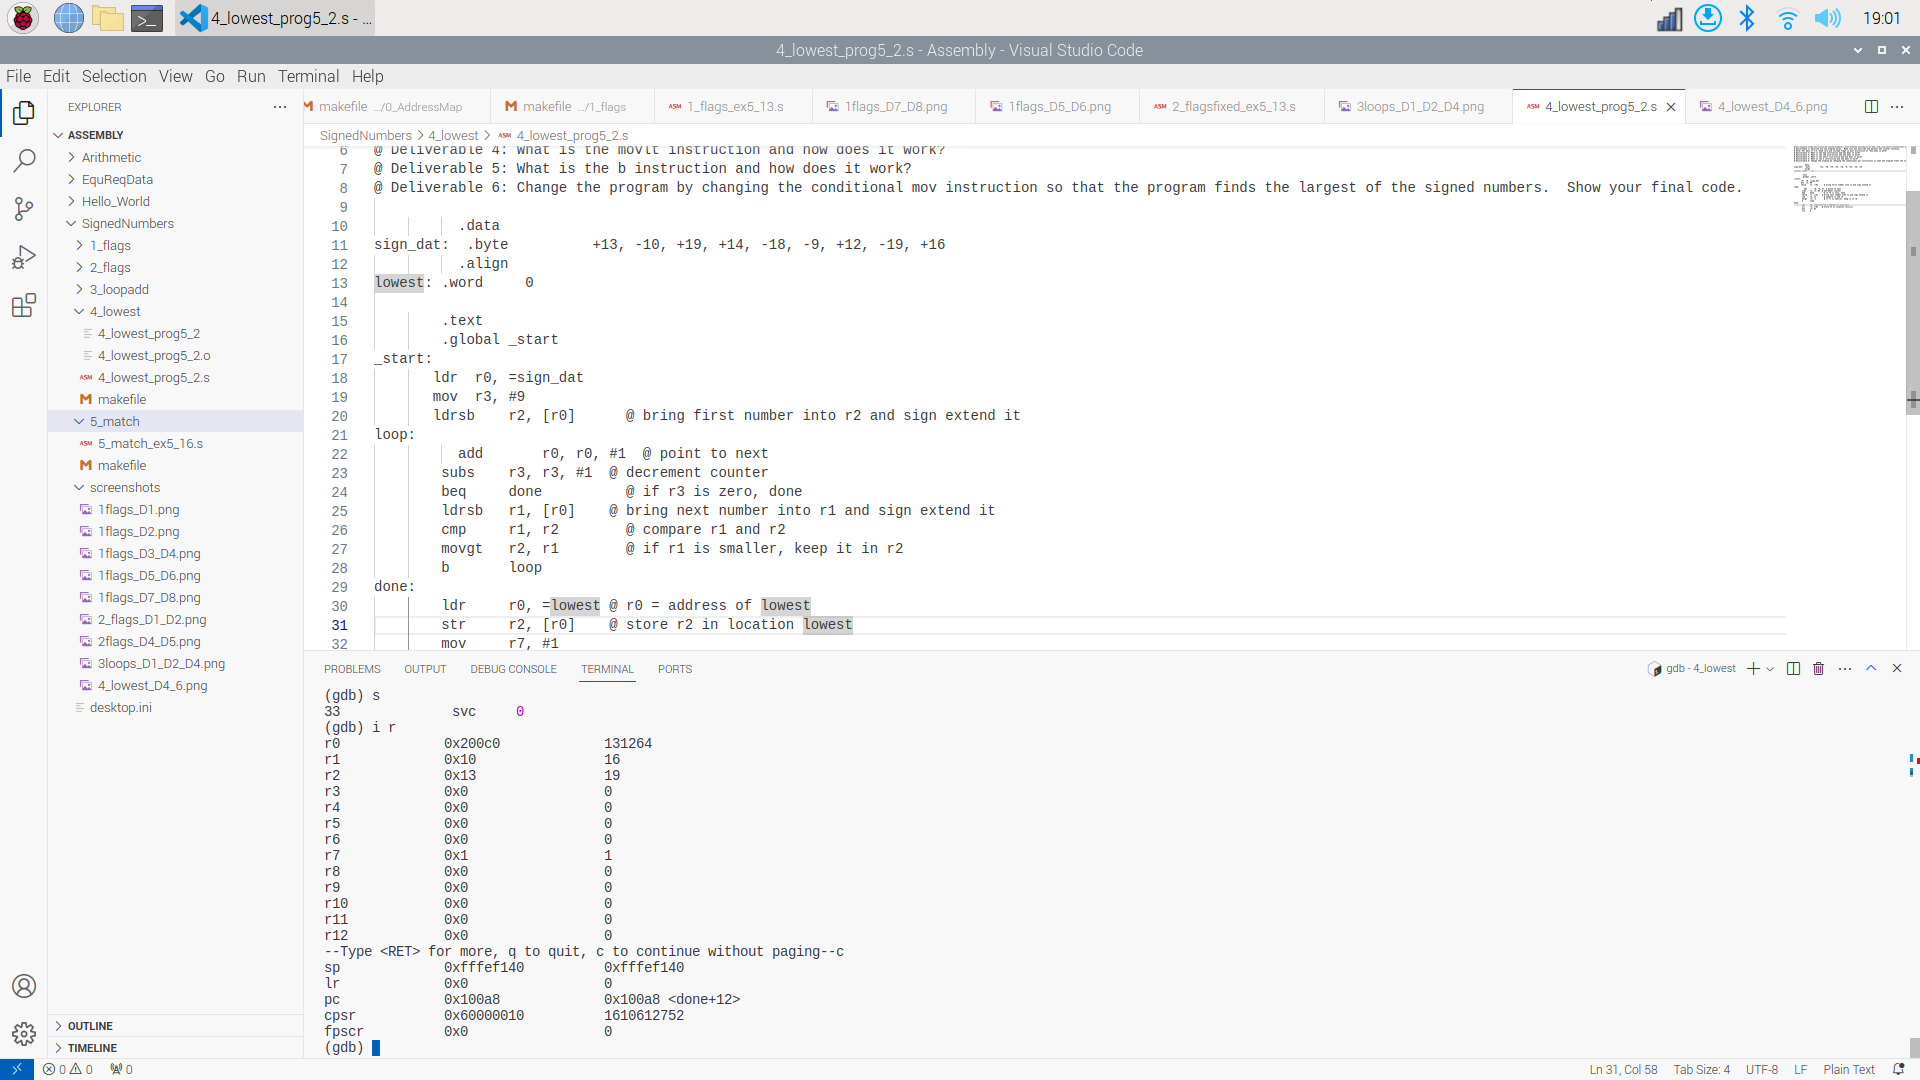 4_lowest_prog5_2.s - ...
19:01
4_lowest_prog5_2.s - Assembly - Visual Studio Code
File Edit Selection View Go Run Terminal Help
EXPLORER
ASSEMBLY
Arithmetic
EquReqData
Hello_World
SignedNumbers
1_flags
2_flags
3_loopadd
4_lowest
4_lowest_prog5_2
4_lowest_prog5_2.o
ASM 4_lowest_prog5_2.s
M makefile
5_match
ASM 5_match_ex5_16.s
M makefile
screenshots
1flags_D1.png
1flags_D2.png
1flags_D3_D4.png
1flags_D5_D6.png
1flags_D7_D8.png
2_flags_D1_D2.png
2flags_D4_D5.png
3loops_D1_D2_D4.png
4_lowest_D4_6.png
desktop.ini
OUTLINE
TIMELINE
M makefile .../0_AddressMap M makefile .../1_flags ASM 1_flags_ex5_13.s 1flags_D7_D8.png 1flags_D5_D6.png ASM 2_flagsfixed_ex5_13.s 3loops_D1_D2_D4.png ASM 4_lowest_prog5_2.s 4_lowest_D4_6.png
SignedNumbers > 4_lowest > ASM 4_lowest_prog5_2.s
6 @ Deliverable 4: What is the movlt instruction and how does it work?
7 @ Deliverable 5: What is the b instruction and how does it work?
8 @ Deliverable 6: Change the program by changing the conditional mov instruction so that the program finds the largest of the signed numbers.  Show your final code.
9
10 .data
11 sign_dat: .byte +13, -10, +19, +14, -18, -9, +12, -19, +16
12 .align
13 lowest: .word 0
14
15 .text
16 .global _start
17 _start:
18 ldr r0, =sign_dat
19 mov r3, #9
20 ldrsb r2, [r0] @ bring first number into r2 and sign extend it
21 loop:
22 add r0, r0, #1 @ point to next
23 subs r3, r3, #1 @ decrement counter
24 beq done @ if r3 is zero, done
25 ldrsb r1, [r0] @ bring next number into r1 and sign extend it
26 cmp r1, r2 @ compare r1 and r2
27 movgt r2, r1 @ if r1 is smaller, keep it in r2
28 b loop
29 done:
30 ldr r0, =lowest @ r0 = address of lowest
31 str r2, [r0] @ store r2 in location lowest
32 mov r7, #1
PROBLEMS OUTPUT DEBUG CONSOLE TERMINAL PORTS
gdb - 4_lowest
(gdb) s
33 svc 0
(gdb) i r
r0 0x200c0 131264
r1 0x10 16
r2 0x13 19
r3 0x0 0
r4 0x0 0
r5 0x0 0
r6 0x0 0
r7 0x1 1
r8 0x0 0
r9 0x0 0
r10 0x0 0
r11 0x0 0
r12 0x0 0
--Type <RET> for more, q to quit, c to continue without paging--c
sp 0xfffef140 0xfffef140
lr 0x0 0
pc 0x100a8 0x100a8 <done+12>
cpsr 0x60000010 1610612752
fpscr 0x0 0
(gdb)
0 0 0
Ln 31, Col 58 Tab Size: 4 UTF-8 LF Plain Text